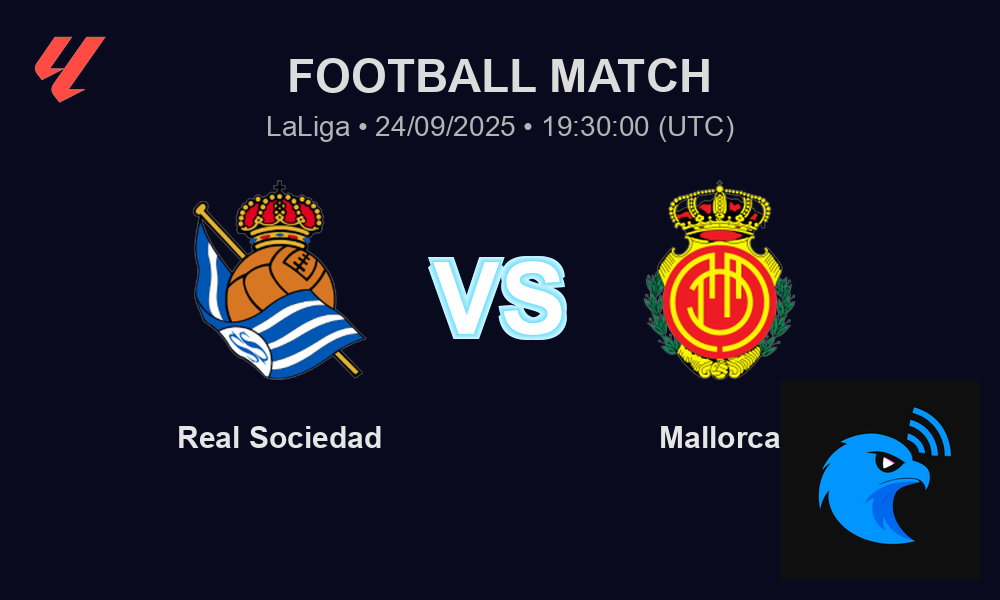 FOOTBALL MATCH
LaLiga • 24/09/2025 • 19:30:00 (UTC)
VS
Real Sociedad
Mallorca